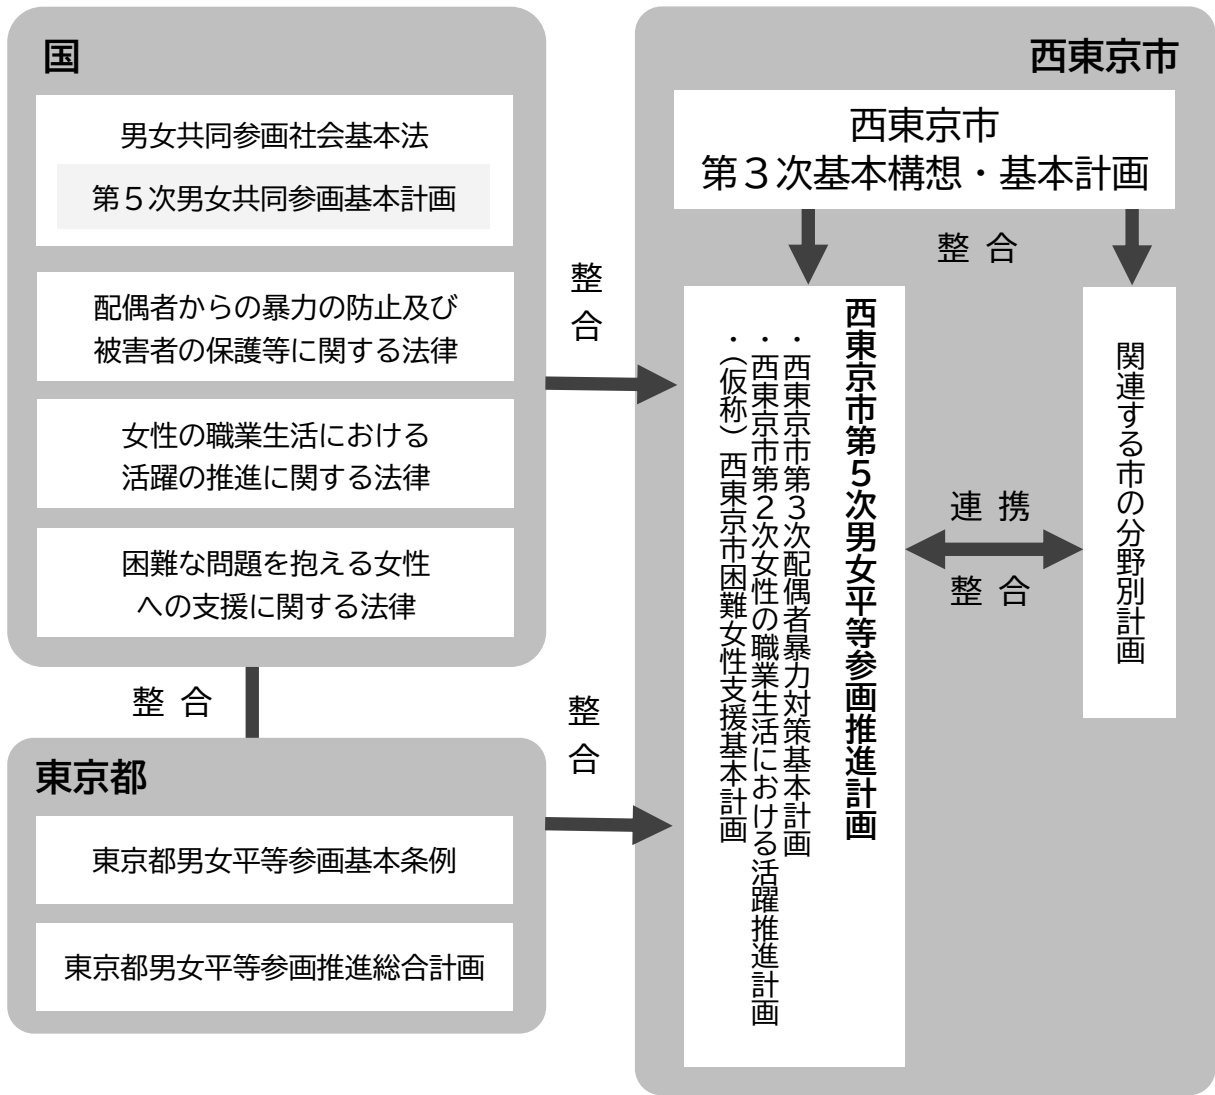 国
男女共同参画社会基本法
第５次男女共同参画基本計画
配偶者からの暴力の防止及び
被害者の保護等に関する法律
女性の職業生活における
活躍の推進に関する法律
困難な問題を抱える女性
への支援に関する法律
整合
東京都
東京都男女平等参画基本条例
東京都男女平等参画推進総合計画
整合
整合
西東京市
西東京市
第３次基本構想・基本計画
整合
西東京市第５次男女平等参画推進計画
・西東京市第３次配偶者暴力対策基本計画
・西東京市第２次女性の職業生活における活躍推進計画
・（仮称）西東京市困難女性支援基本計画
連携
整合
関連する市の分野別計画